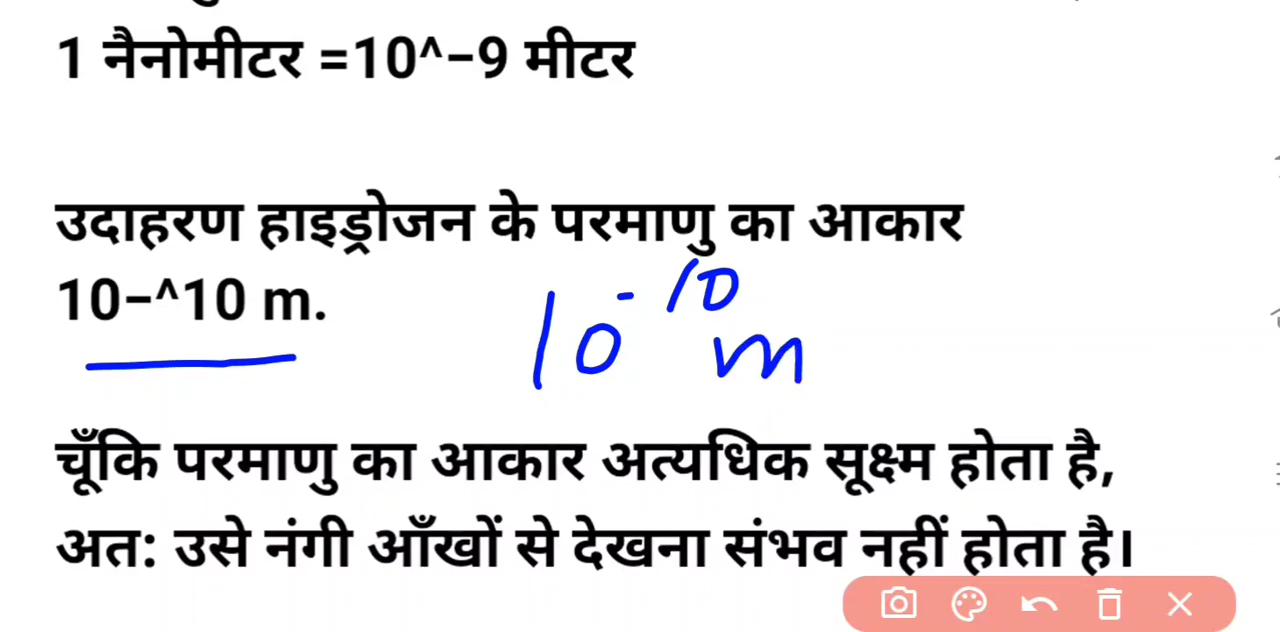 1 नैनोमीटर =10^−9 मीटर
उदाहरण हाइड्रोजन के परमाणु का आकार
10−^10 m.
10⁻¹⁰ m
चूँकि परमाणु का आकार अत्यधिक सूक्ष्म होता है,
अत: उसे नंगी आँखों से देखना संभव नहीं होता है।